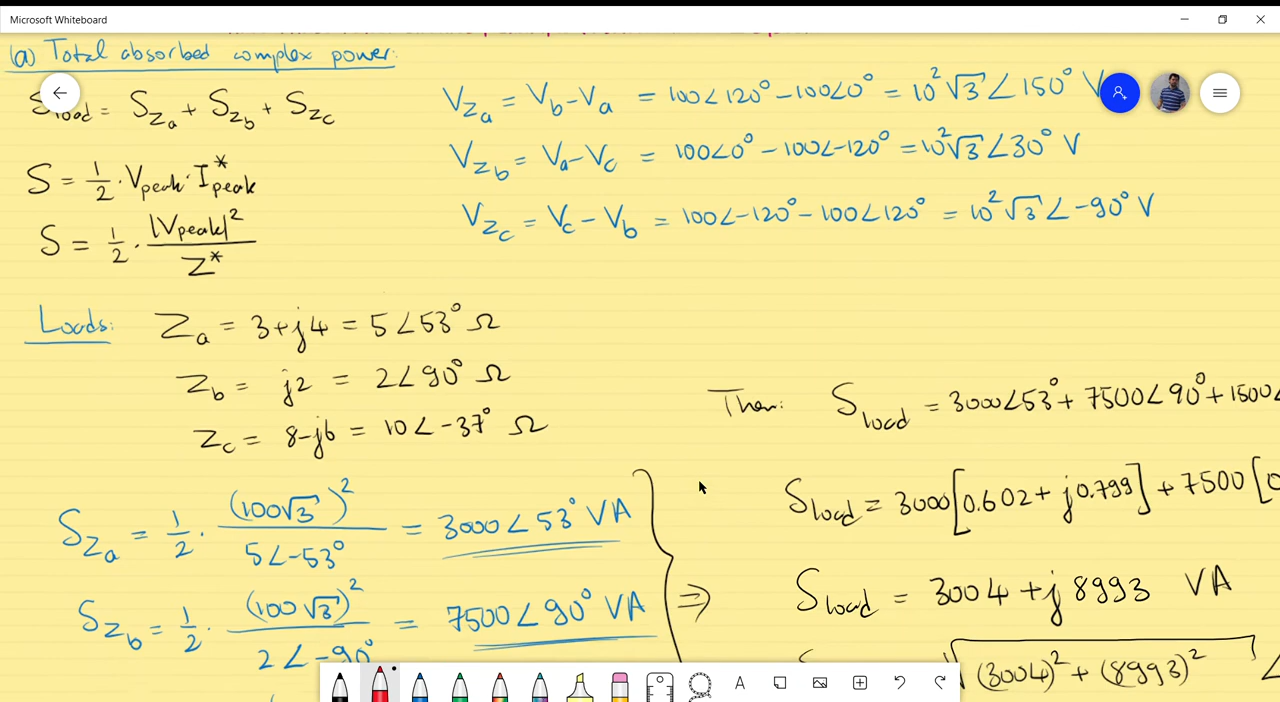 Microsoft Whiteboard
(a) Total absorbed complex power:
Sload = SZa + SZb + SZc
S = 1/2 · Vpeak · I*peak
S = 1/2 · |Vpeak|² / Z*
VZa = Vb - Va = 100∠120° - 100∠0° = 10²√3 ∠150° V
VZb = Va - Vc = 100∠0° - 100∠-120° = 10²√3 ∠30° V
VZc = Vc - Vb = 100∠-120° - 100∠120° = 10²√3 ∠-90° V
Loads:
Za = 3+j4 = 5∠53° Ω
Zb = j2 = 2∠90° Ω
Zc = 8-j6 = 10∠-37° Ω
SZa = 1/2 · (100√3)² / 5∠-53° = 3000∠53° VA
SZb = 1/2 · (100√3)² / 2∠-90° = 7500∠90° VA
⇒
Then: Sload = 3000∠53° + 7500∠90° + 1500∠
Sload = 3000[0.602 + j0.799] + 7500[0
Sload = 3004 + j8993 VA
√(3004)² + (8993)² ∠
A